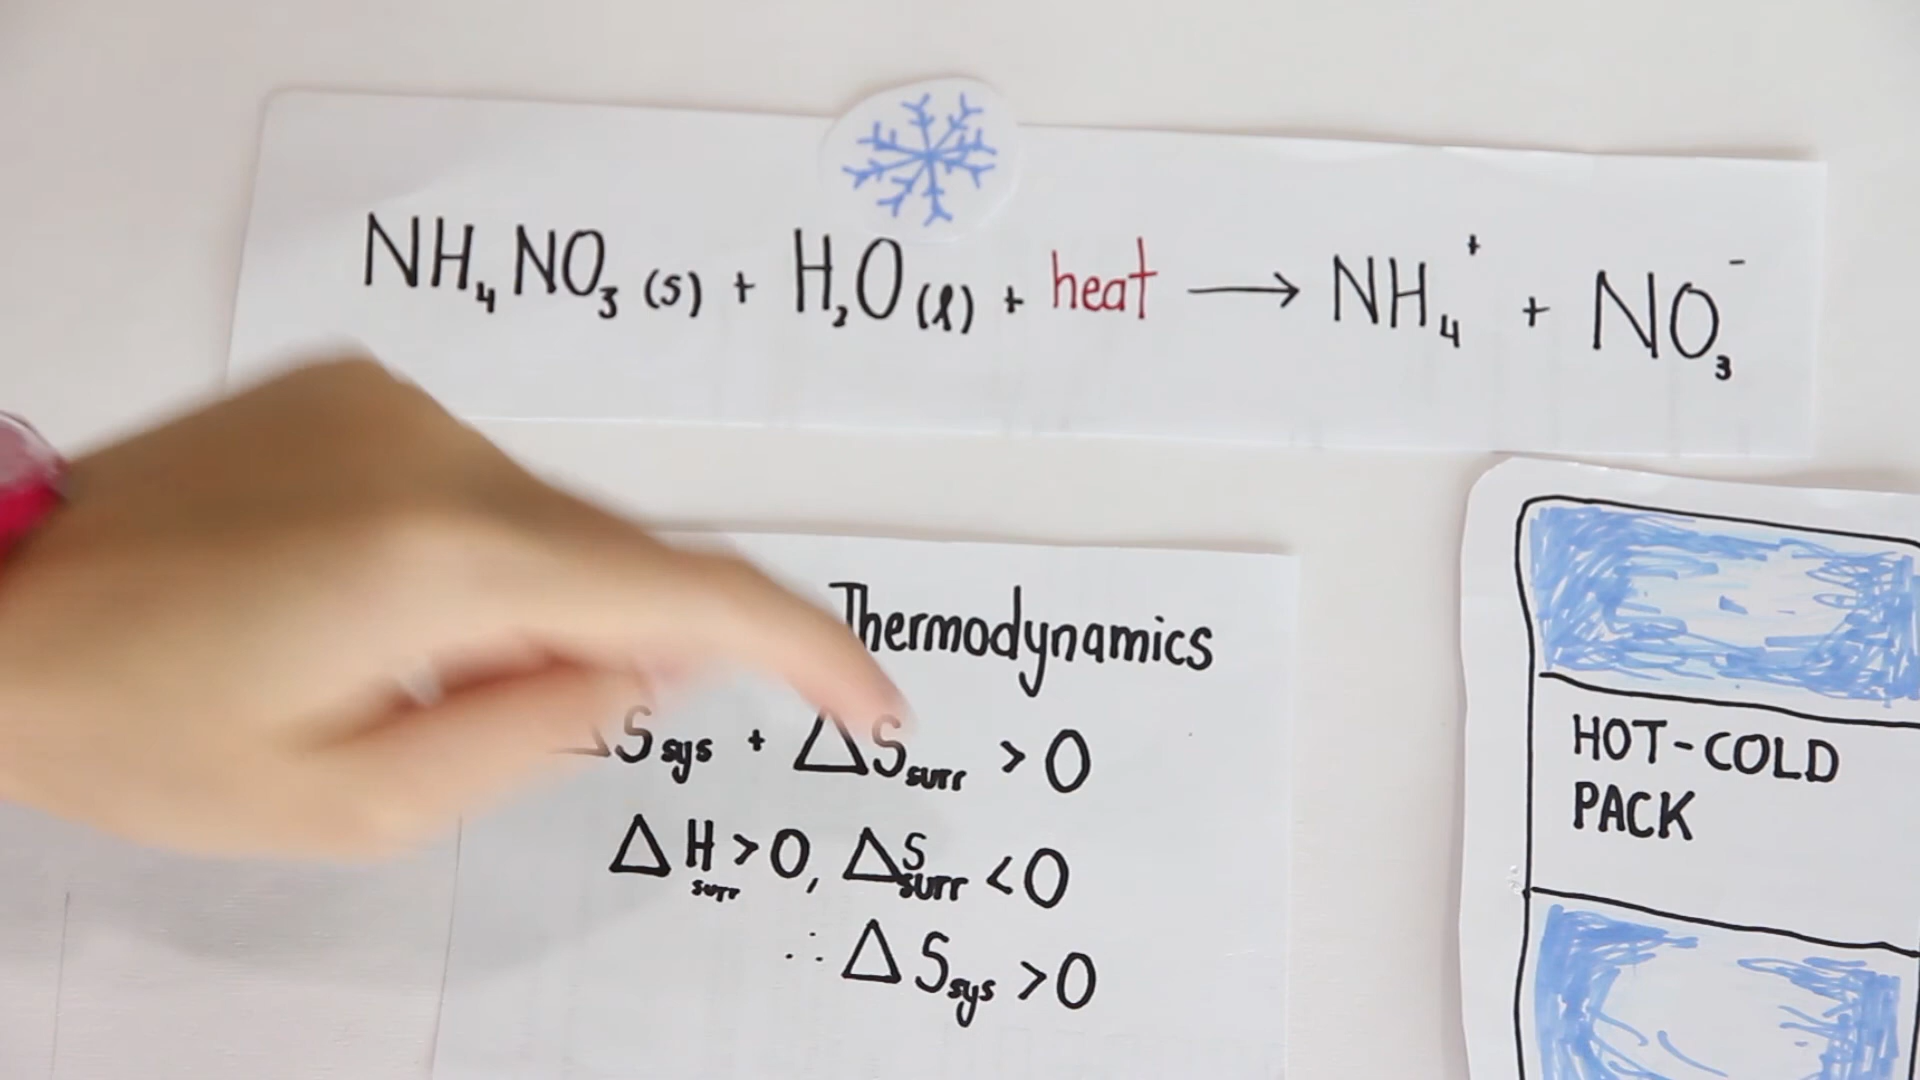 NH₄NO₃ (s) + H₂O (l) + heat → NH₄⁺ + NO₃⁻
Thermodynamics
ΔS sys + ΔS surr > 0
ΔH surr > 0, ΔS surr < 0
∴ ΔS sys > 0
HOT-COLD
PACK